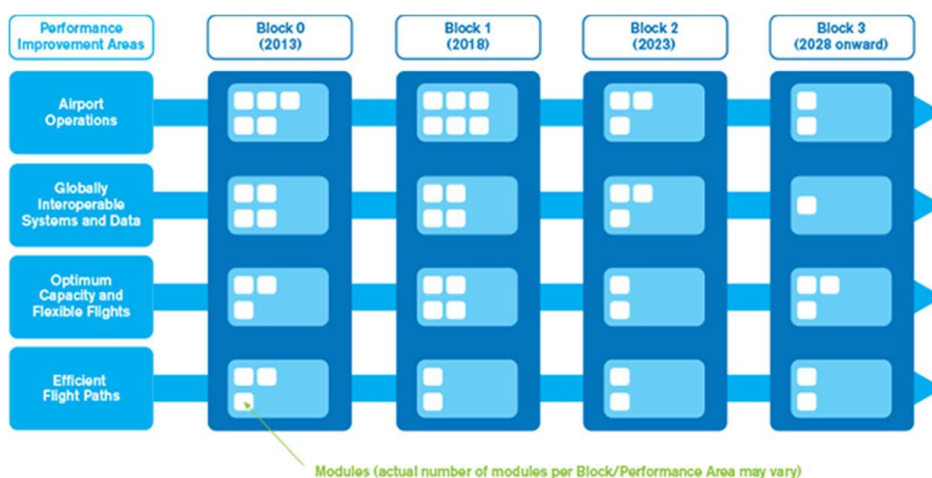 Performance
Improvement Areas
Block 0
(2013)
Block 1
(2018)
Block 2
(2023)
Block 3
(2028 onward)
Airport
Operations
Globally
Interoperable
Systems and Data
Optimum
Capacity and
Flexible Flights
Efficient
Flight Paths
Modules (actual number of modules per Block/Performance Area may vary)